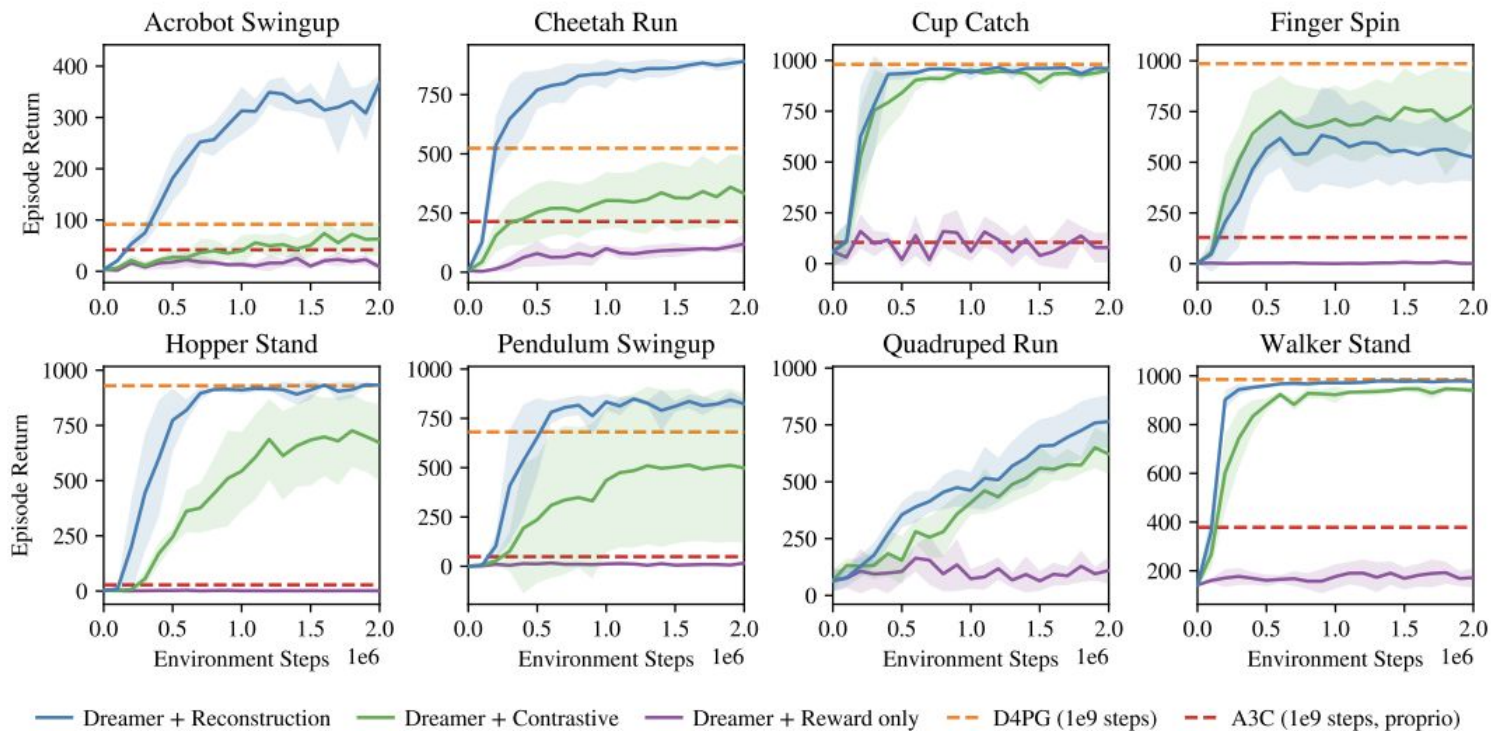 Acrobot Swingup
Cheetah Run
Cup Catch
Finger Spin
Episode Return
400
300
200
100
0
0.0 0.5 1.0 1.5 2.0
750
500
250
0
0.0 0.5 1.0 1.5 2.0
1000
750
500
250
0
0.0 0.5 1.0 1.5 2.0
1000
750
500
250
0
0.0 0.5 1.0 1.5 2.0
Hopper Stand
Pendulum Swingup
Quadruped Run
Walker Stand
Episode Return
1000
750
500
250
0
0.0 0.5 1.0 1.5 2.0
Environment Steps 1e6
1000
750
500
250
0
0.0 0.5 1.0 1.5 2.0
Environment Steps 1e6
1000
750
500
250
0
0.0 0.5 1.0 1.5 2.0
Environment Steps 1e6
1000
800
600
400
200
0.0 0.5 1.0 1.5 2.0
Environment Steps 1e6
Dreamer + Reconstruction
Dreamer + Contrastive
Dreamer + Reward only
D4PG (1e9 steps)
A3C (1e9 steps, proprio)